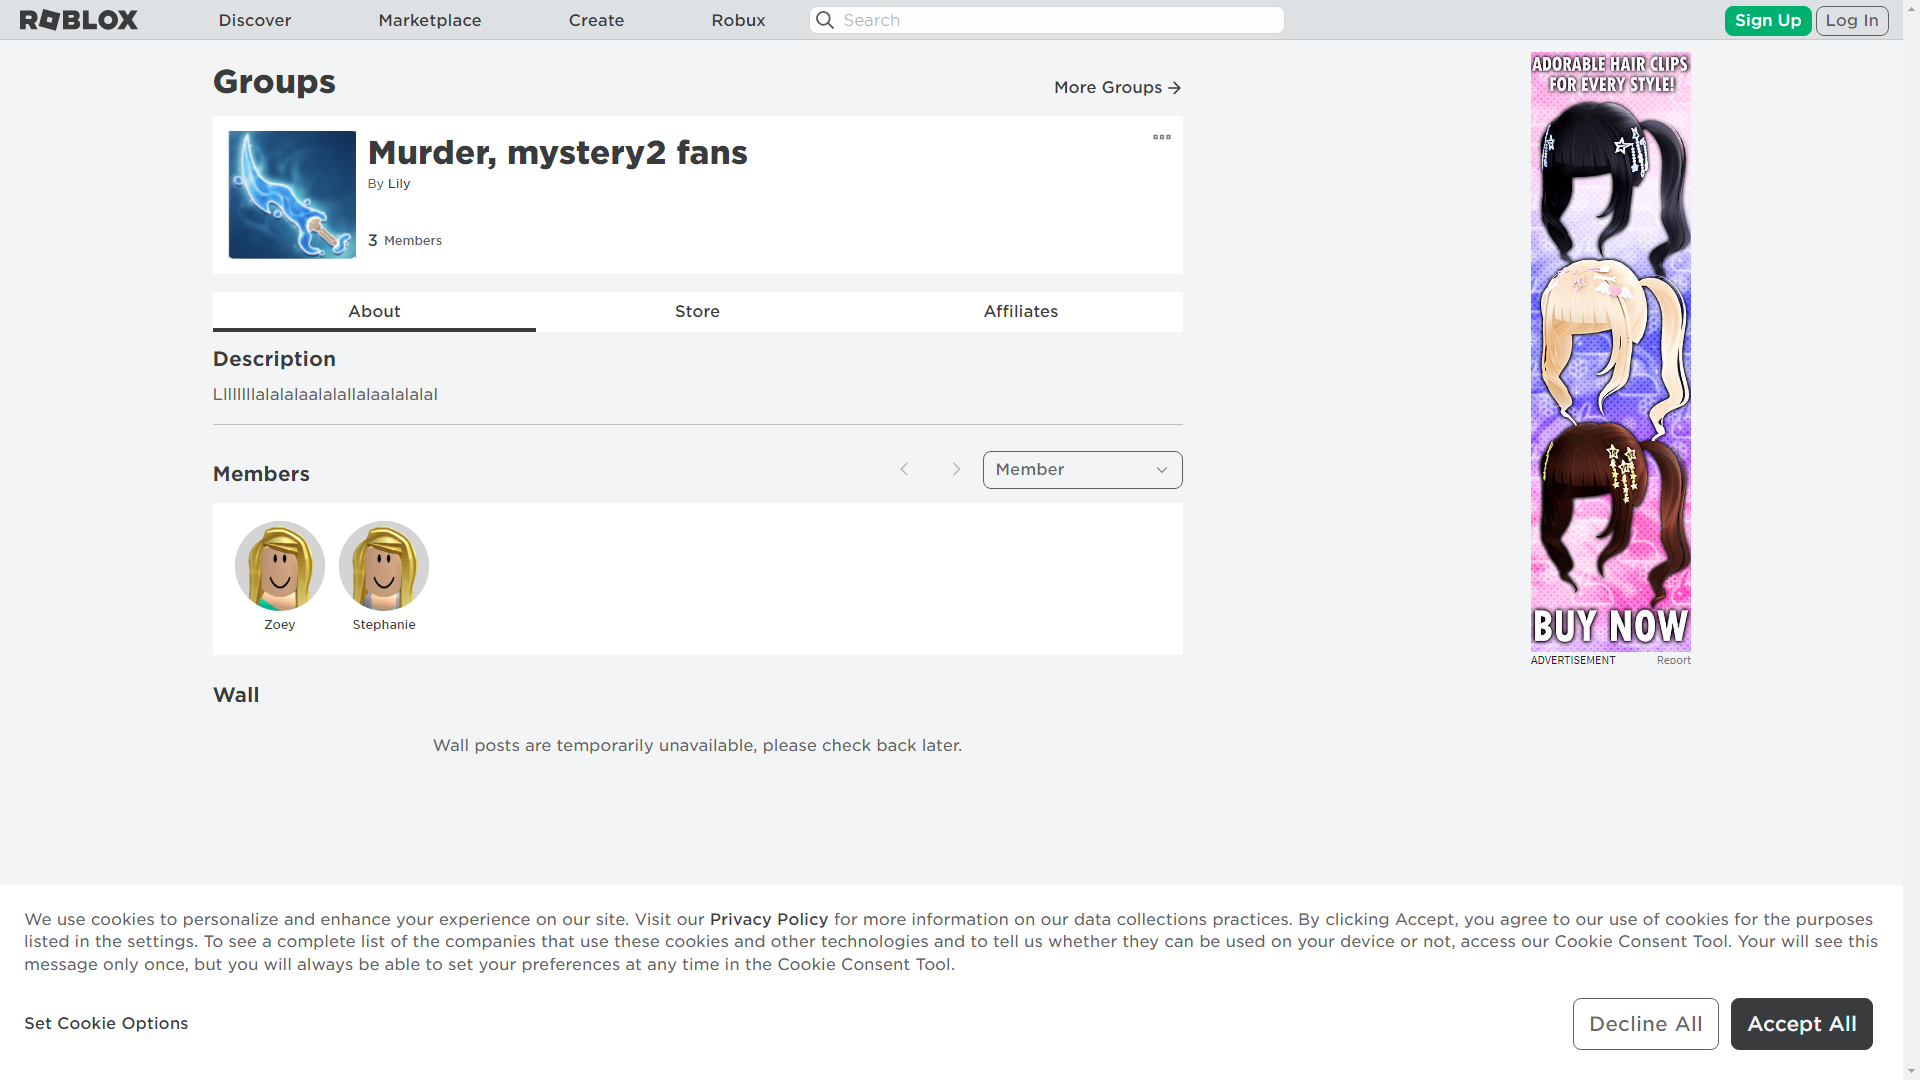 ROBLOX Discover Marketplace Create Robux Search Sign Up Log In
Groups
More Groups
Murder, mystery2 fans
By Lily
3 Members
About Store Affiliates
Description
Llllllllalalalaalalallalaalalalal
Members
Member
Zoey Stephanie
Wall
Wall posts are temporarily unavailable, please check back later.
ADORABLE HAIR CLIPS
FOR EVERY STYLE!
BUY NOW
ADVERTISEMENT Report
We use cookies to personalize and enhance your experience on our site. Visit our Privacy Policy for more information on our data collections practices. By clicking Accept, you agree to our use of cookies for the purposes
listed in the settings. To see a complete list of the companies that use these cookies and other technologies and to tell us whether they can be used on your device or not, access our Cookie Consent Tool. Your will see this
message only once, but you will always be able to set your preferences at any time in the Cookie Consent Tool.
Set Cookie Options
Decline All Accept All